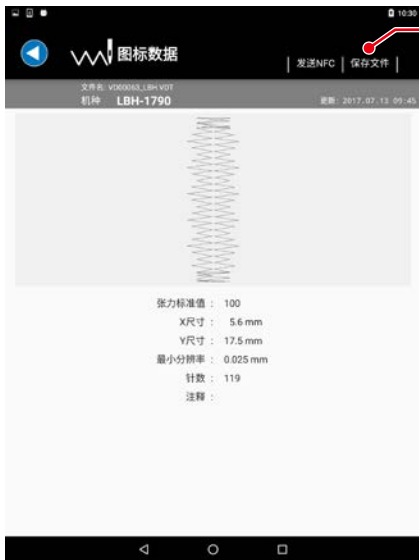 10:30
图标数据
发送NFC | 保存文件 |
文件名: VD00063_LBH.VDT
机种 LBH-1790
更新: 2017.07.13 09:45
张力标准值 : 100
X尺寸 : 5.6 mm
Y尺寸 : 17.5 mm
最小分辨率 : 0.025 mm
针数 : 119
注释 :